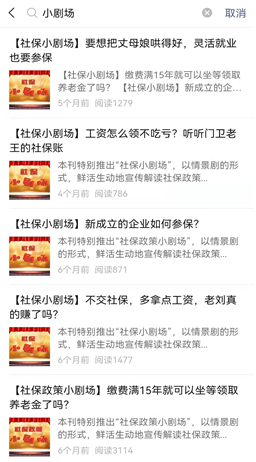 小剧场
取消
【社保小剧场】要想把丈母娘哄得好，灵活就业
也要参保
【社保小剧场】缴费满15年就可以坐等领取
养老金了吗？ 【社保小剧场】新成立的企...
5个月前 阅读1279
【社保小剧场】工资怎么领不吃亏？听听门卫老
王的社保账
本刊特别推出“社保小剧场”，以情景剧的形
式，鲜活生动地宣传解读社保政策...
4个月前 阅读786
【社保小剧场】新成立的企业如何参保？
本刊特别推出“社保政策小剧场”，以情景剧
的形式，鲜活生动地宣传解读社保政策...
6个月前 阅读871
【社保小剧场】不交社保，多拿点工资，老刘真
的赚了吗？
本刊特别推出“社保小剧场”，以情景剧的形
式，鲜活生动地宣传解读社保政策...
6个月前 阅读1477
【社保政策小剧场】缴费满15年就可以坐等领取
养老金了吗？
本刊特别推出“社保政策小剧场”，以情景剧
的形式，鲜活生动地宣传解读社保政策...
6个月前 阅读3114